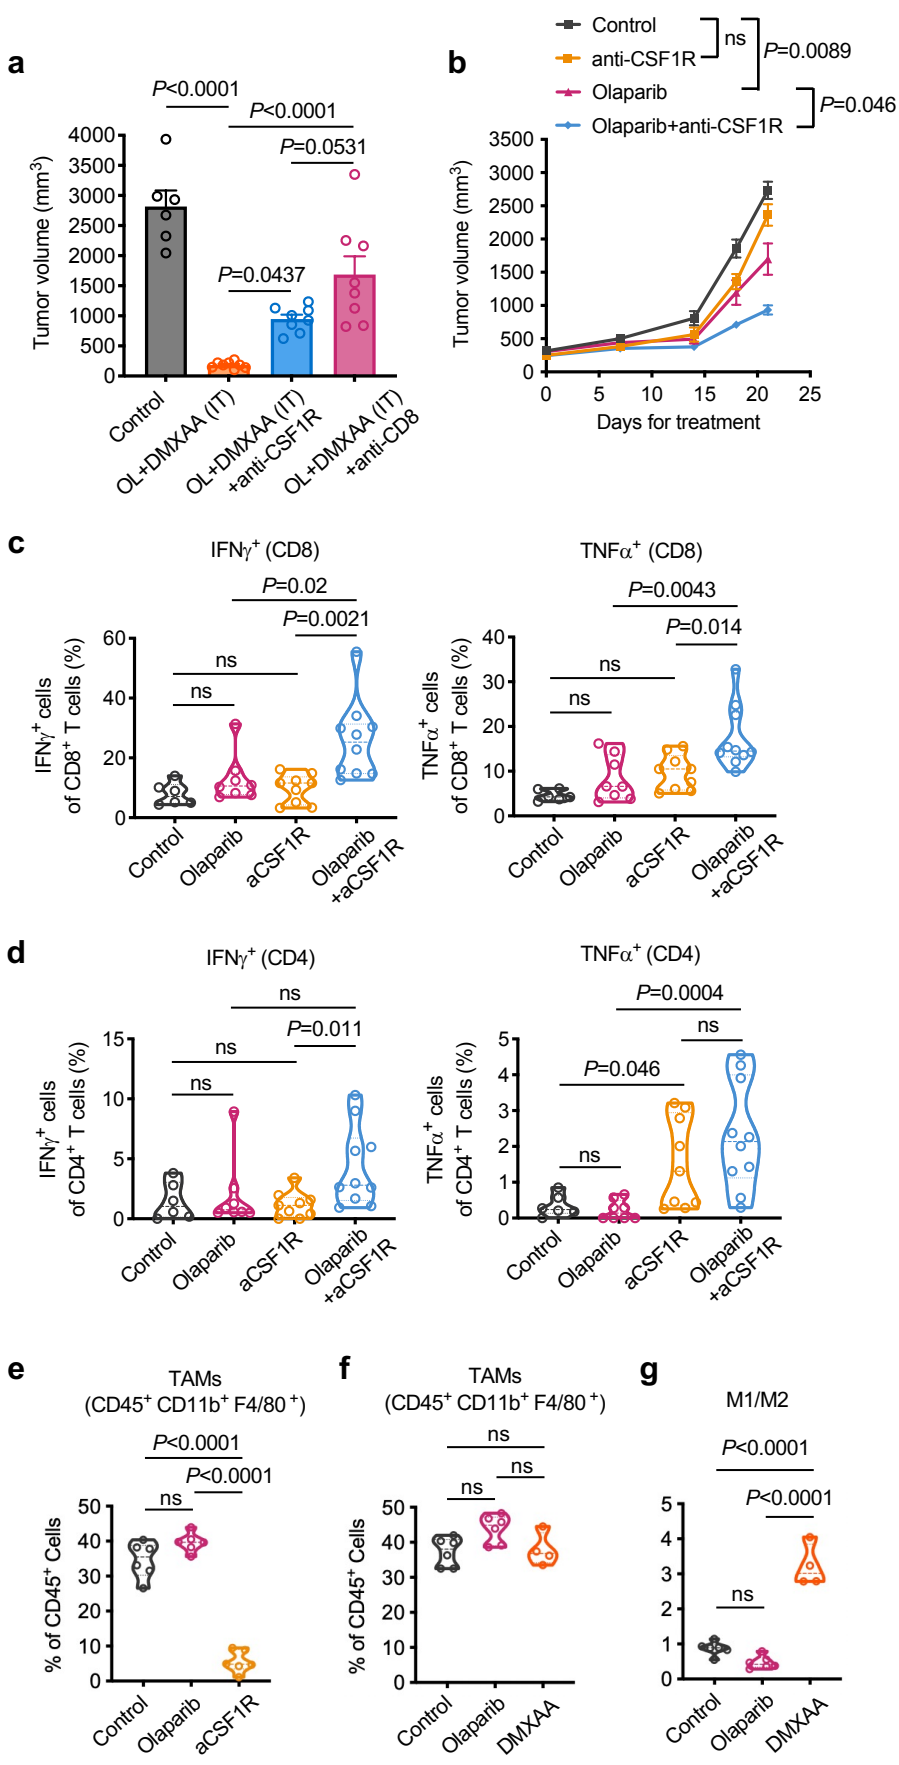 a
P<0.0001
P<0.0001
P=0.0531
P=0.0437
Tumor volume (mm³)
4000
3500
3000
2500
2000
1500
1000
500
0
Control
OL+DMXAA (IT)
OL+DMXAA (IT)
+anti-CSF1R
OL+DMXAA (IT)
+anti-CD8
b
Control
anti-CSF1R
Olaparib
Olaparib+anti-CSF1R
ns
P=0.0089
P=0.046
Tumor volume (mm³)
3500
3000
2500
2000
1500
1000
500
0
0 5 10 15 20 25
Days for treatment
c
IFNγ⁺ (CD8)
P=0.02
P=0.0021
ns
ns
IFNγ⁺ cells
of CD8⁺ T cells (%)
60
40
20
0
Control
Olaparib
aCSF1R
Olaparib
+aCSF1R
TNFα⁺ (CD8)
P=0.0043
P=0.014
ns
ns
TNFα⁺ cells
of CD8⁺ T cells (%)
40
30
20
10
0
Control
Olaparib
aCSF1R
Olaparib
+aCSF1R
d
IFNγ⁺ (CD4)
ns
P=0.011
ns
ns
IFNγ⁺ cells
of CD4⁺ T cells (%)
15
10
5
0
Control
Olaparib
aCSF1R
Olaparib
+aCSF1R
TNFα⁺ (CD4)
P=0.0004
ns
P=0.046
ns
TNFα⁺ cells
of CD4⁺ T cells (%)
5
4
3
2
1
0
Control
Olaparib
aCSF1R
Olaparib
+aCSF1R
e
TAMs
(CD45⁺ CD11b⁺ F4/80 ⁺)
P<0.0001
P<0.0001
ns
% of CD45⁺ Cells
50
40
30
20
10
0
Control
Olaparib
aCSF1R
f
TAMs
(CD45⁺ CD11b⁺ F4/80 ⁺)
ns
ns
ns
% of CD45⁺ Cells
50
40
30
20
10
0
Control
Olaparib
DMXAA
g
M1/M2
P<0.0001
P<0.0001
ns
5
4
3
2
1
0
Control
Olaparib
DMXAA